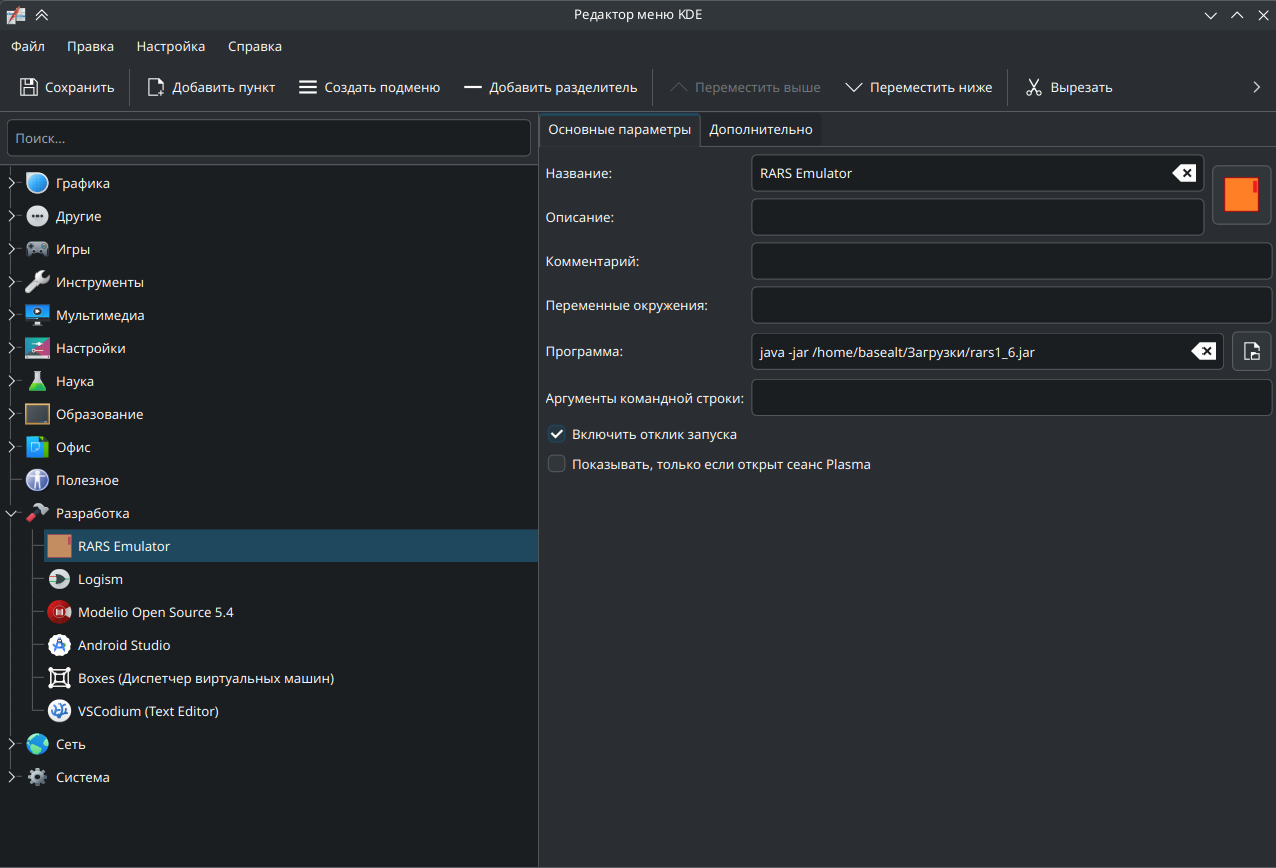 Редактор меню KDE
Файл Правка Настройка Справка
Сохранить Добавить пункт Создать подменю Добавить разделитель Переместить выше Переместить ниже Вырезать
Поиск...
Графика
Другие
Игры
Инструменты
Мультимедиа
Настройки
Наука
Образование
Офис
Полезное
Разработка
RARS Emulator
Logism
Modelio Open Source 5.4
Android Studio
Boxes (Диспетчер виртуальных машин)
VSCodium (Text Editor)
Сеть
Система
Основные параметры Дополнительно
Название: RARS Emulator
Описание:
Комментарий:
Переменные окружения:
Программа: java -jar /home/basealt/Загрузки/rars1_6.jar
Аргументы командной строки:
Включить отклик запуска
Показывать, только если открыт сеанс Plasma